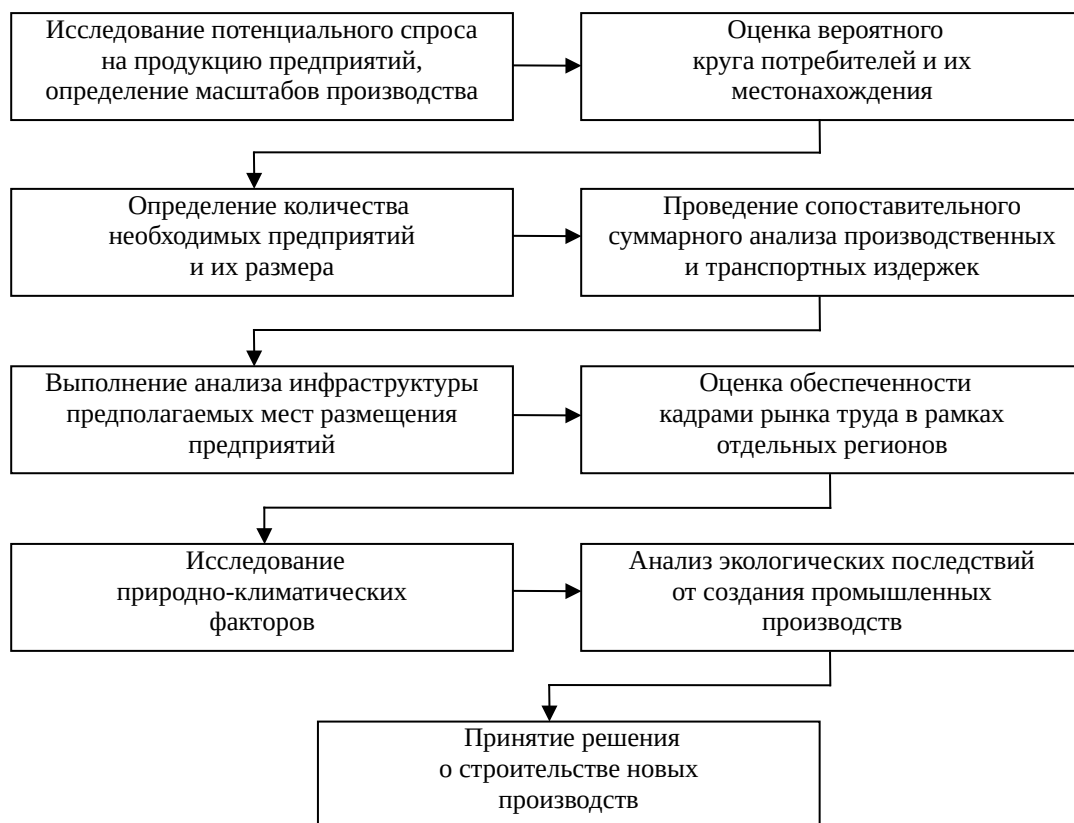 Исследование потенциального спроса
на продукцию предприятий,
определение масштабов производства
Оценка вероятного
круга потребителей и их
местонахождения
Определение количества
необходимых предприятий
и их размера
Проведение сопоставительного
суммарного анализа производственных
и транспортных издержек
Выполнение анализа инфраструктуры
предполагаемых мест размещения
предприятий
Оценка обеспеченности
кадрами рынка труда в рамках
отдельных регионов
Исследование
природно-климатических
факторов
Анализ экологических последствий
от создания промышленных
производств
Принятие решения
о строительстве новых
производств